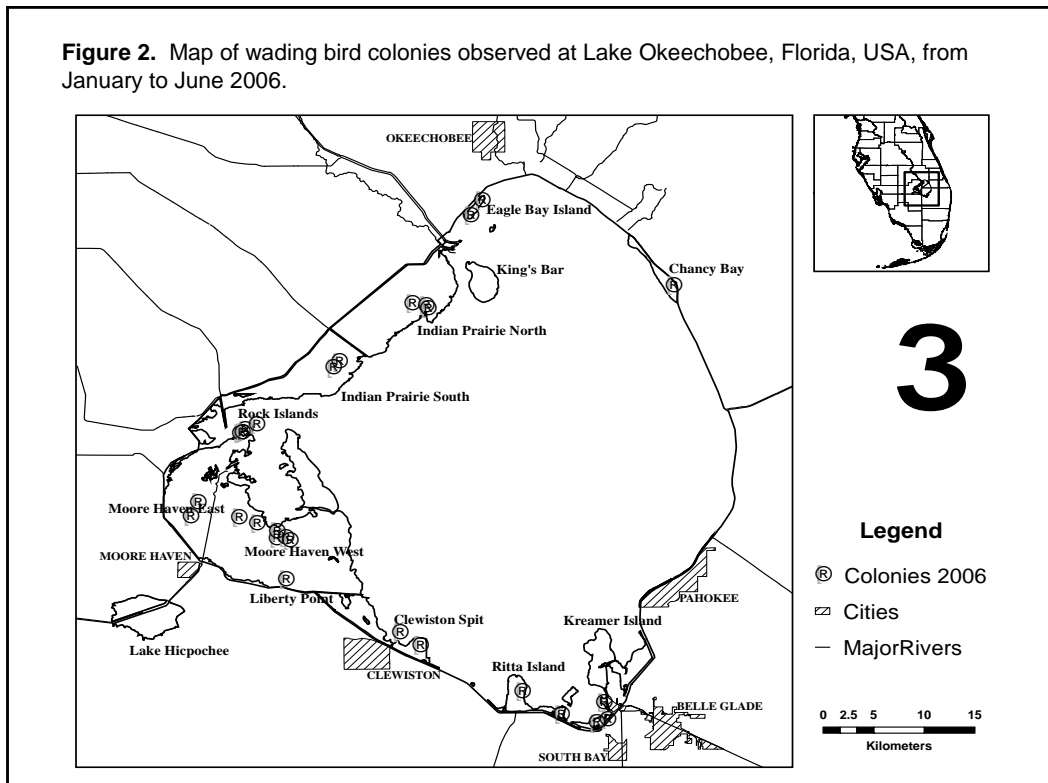 Figure 2. Map of wading bird colonies observed at Lake Okeechobee, Florida, USA, from
January to June 2006.
OKEECHOBEE
Eagle Bay Island
King's Bar
Chancy Bay
Indian Prairie North
Indian Prairie South
Rock Islands
Moore Haven East
Moore Haven West
MOORE HAVEN
Liberty Point
Lake Hicpochee
Clewiston Spit
CLEWISTON
Kreamer Island
PAHOKEE
Ritta Island
BELLE GLADE
SOUTH BAY
3
Legend
® Colonies 2006
Cities
MajorRivers
0 2.5 5 10 15
Kilometers